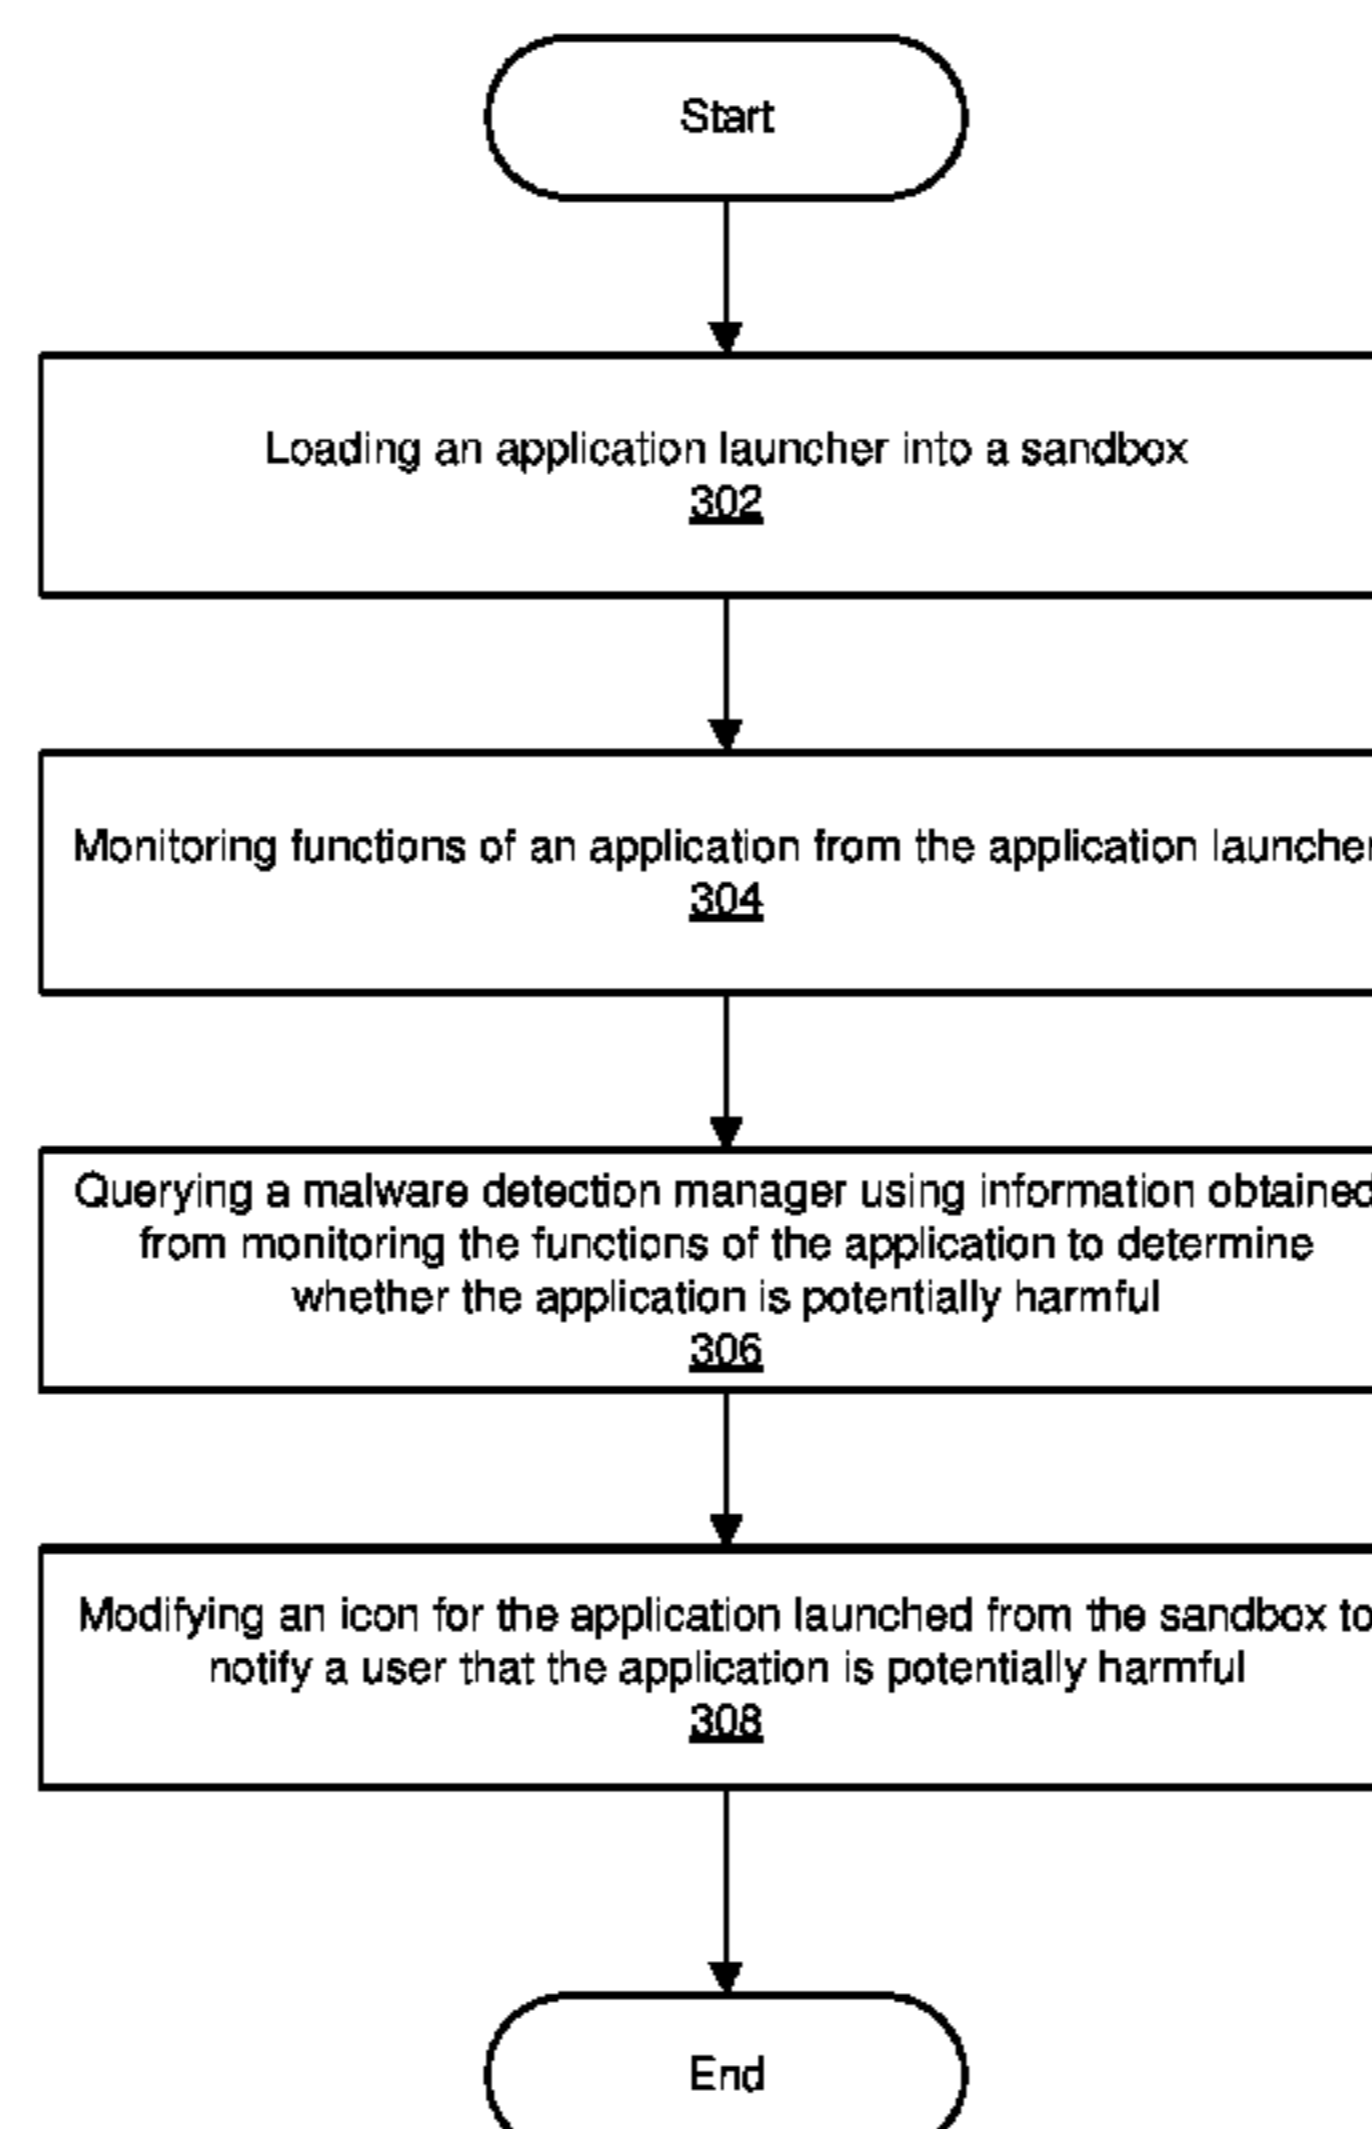 Start
Loading an application launcher into a sandbox
302
Monitoring functions of an application from the application launcher
304
Querying a malware detection manager using information obtained
from monitoring the functions of the application to determine
whether the application is potentially harmful
306
Modifying an icon for the application launched from the sandbox to
notify a user that the application is potentially harmful
308
End